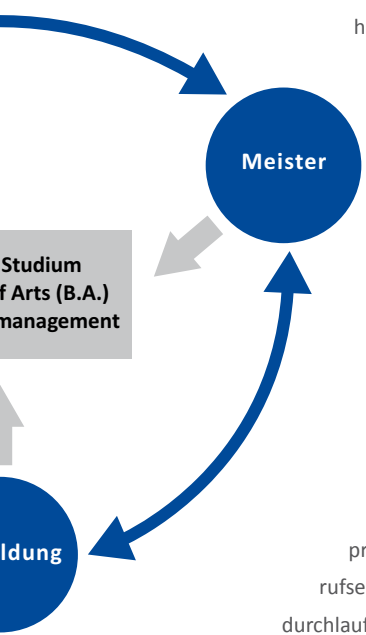 h
Meister
Studium
f Arts (B.A.)
management
ldung
pr
rufse
durchlauf